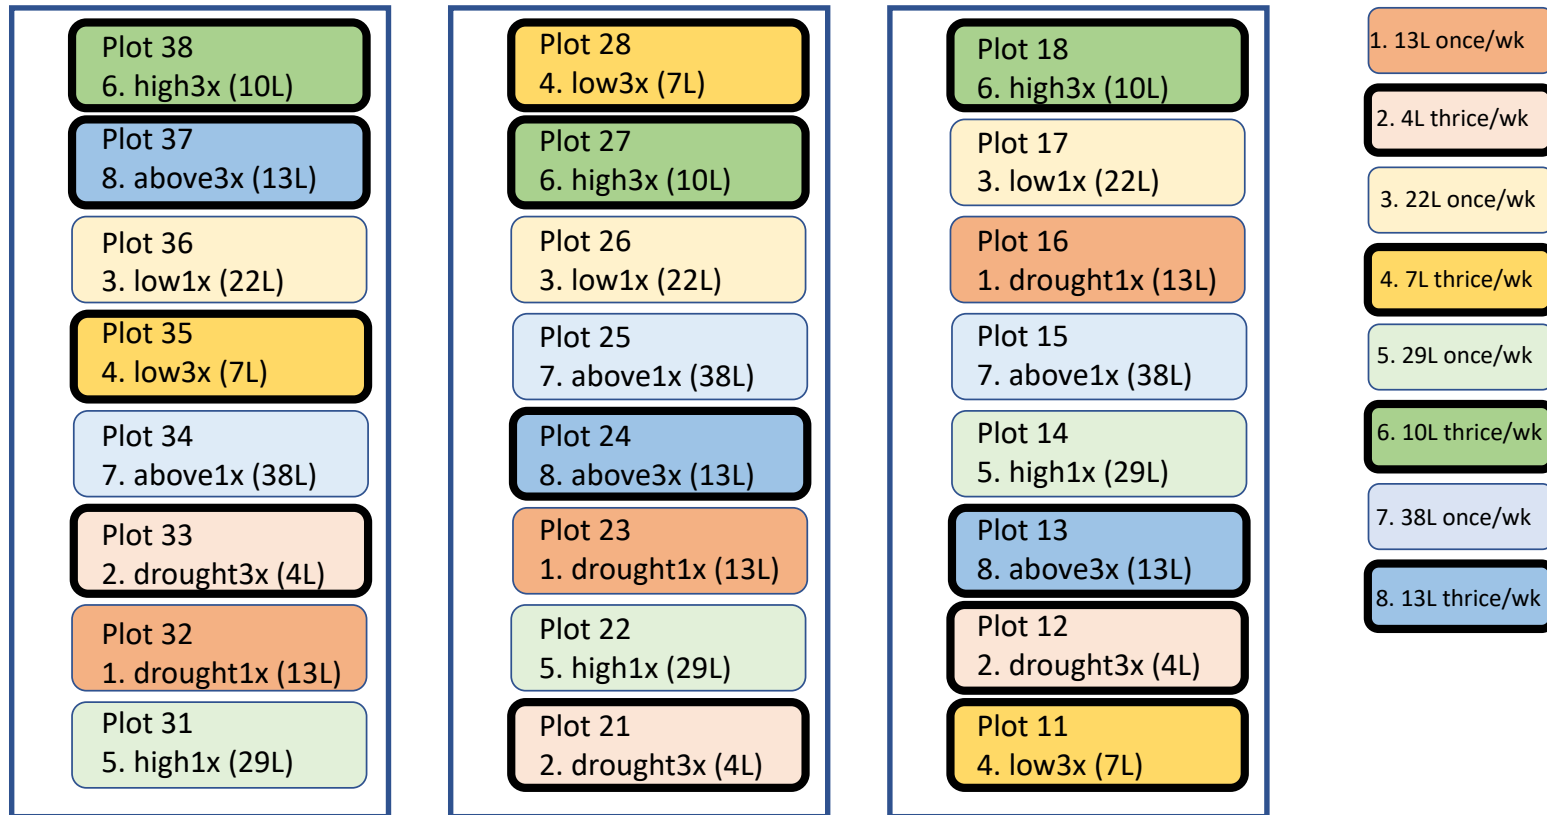 Plot 38
6. high3x (10L)
Plot 37
8. above3x (13L)
Plot 36
3. low1x (22L)
Plot 35
4. low3x (7L)
Plot 34
7. above1x (38L)
Plot 33
2. drought3x (4L)
Plot 32
1. drought1x (13L)
Plot 31
5. high1x (29L)
Plot 28
4. low3x (7L)
Plot 27
6. high3x (10L)
Plot 26
3. low1x (22L)
Plot 25
7. above1x (38L)
Plot 24
8. above3x (13L)
Plot 23
1. drought1x (13L)
Plot 22
5. high1x (29L)
Plot 21
2. drought3x (4L)
Plot 18
6. high3x (10L)
Plot 17
3. low1x (22L)
Plot 16
1. drought1x (13L)
Plot 15
7. above1x (38L)
Plot 14
5. high1x (29L)
Plot 13
8. above3x (13L)
Plot 12
2. drought3x (4L)
Plot 11
4. low3x (7L)
1. 13L once/wk
2. 4L thrice/wk
3. 22L once/wk
4. 7L thrice/wk
5. 29L once/wk
6. 10L thrice/wk
7. 38L once/wk
8. 13L thrice/wk